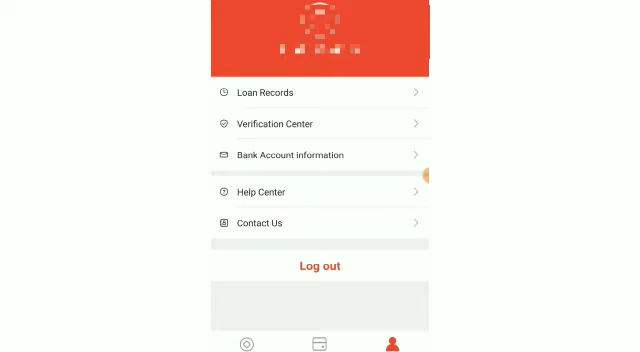 Loan Records
Verification Center
Bank Account information
Help Center
Contact Us
Log out